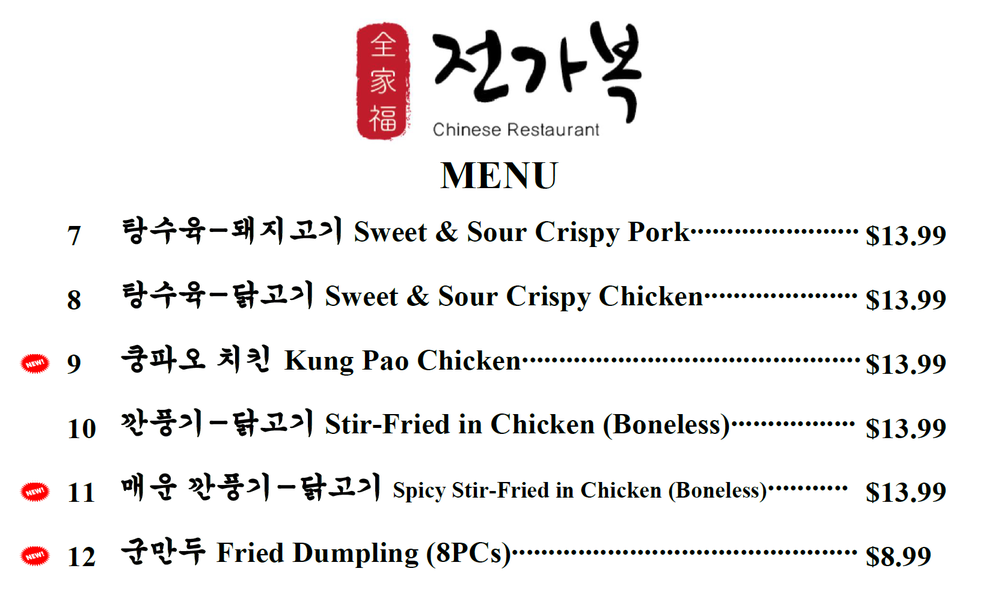 全家福
전가복
Chinese Restaurant
MENU
7 탕수육-돼지고기 Sweet & Sour Crispy Pork······················· $13.99
8 탕수육-닭고기 Sweet & Sour Crispy Chicken····················· $13.99
NEW! 9 쿵파오 치킨 Kung Pao Chicken·············································· $13.99
10 깐풍기-닭고기 Stir-Fried in Chicken (Boneless)················· $13.99
NEW! 11 매운 깐풍기-닭고기 Spicy Stir-Fried in Chicken (Boneless)··········· $13.99
NEW! 12 군만두 Fried Dumpling (8PCs)··············································· $8.99